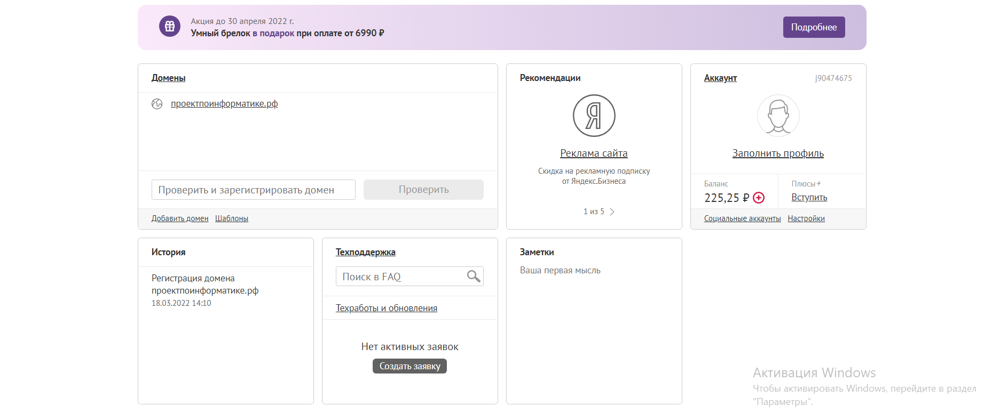 Акция до 30 апреля 2022 г.
Умный брелок в подарок при оплате от 6990 ₽
Подробнее
Домены
проектпоинформатике.рф
Проверить и зарегистрировать домен
Проверить
Добавить домен Шаблоны
Рекомендации
Я
Реклама сайта
Скидка на рекламную подписку
от Яндекс.Бизнеса
1 из 5
Аккаунт j90474675
Заполнить профиль
Баланс
225,25 ₽
Плюсы+
Вступить
Социальные аккаунты Настройки
История
Регистрация домена
проектпоинформатике.рф
18.03.2022 14:10
Техподдержка
Поиск в FAQ
Техработы и обновления
Нет активных заявок
Создать заявку
Заметки
Ваша первая мысль
Активация Windows
Чтобы активировать Windows, перейдите в раздел
"Параметры".